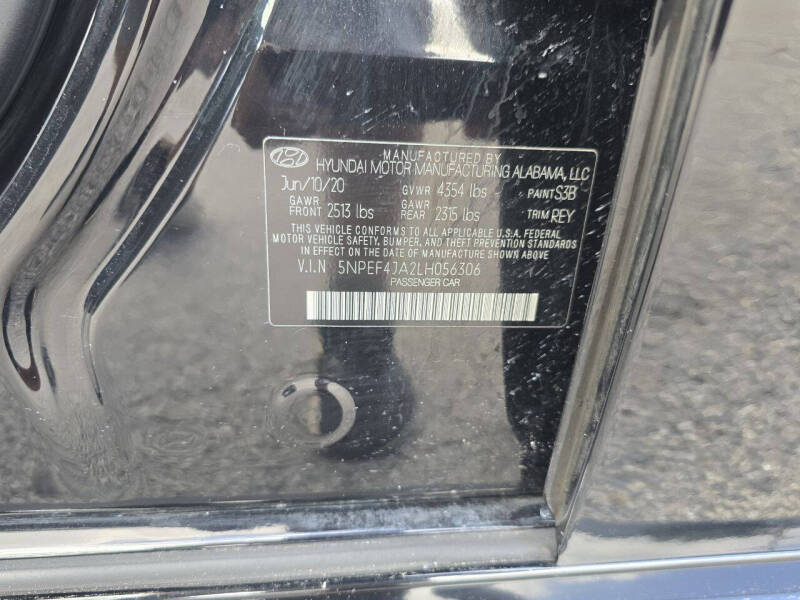 MANUFACTURED BY
HYUNDAI MOTOR MANUFACTURING ALABAMA, LLC
Jun/10/20 GVWR 4354 lbs PAINT S3B
GAWR FRONT 2513 lbs GAWR REAR 2315 lbs TRIM REY
THIS VEHICLE CONFORMS TO ALL APPLICABLE U.S.A. FEDERAL
MOTOR VEHICLE SAFETY, BUMPER, AND THEFT PREVENTION STANDARDS
IN EFFECT ON THE DATE OF MANUFACTURE SHOWN ABOVE.
V.I.N 5NPEF4JA2LH056306
PASSENGER CAR